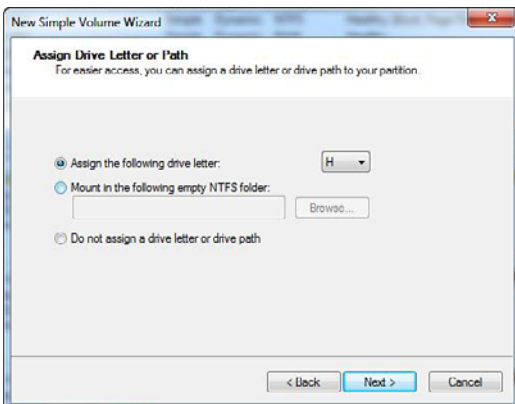 New Simple Volume Wizard
Assign Drive Letter or Path
For easier access, you can assign a drive letter or drive path to your partition.
Assign the following drive letter: H
Mount in the following empty NTFS folder:
Browse...
Do not assign a drive letter or drive path
< Back Next > Cancel